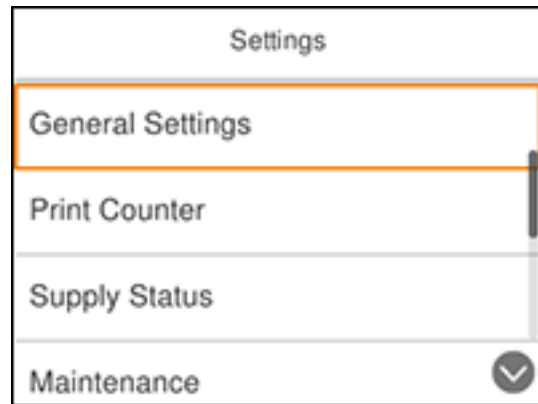 Settings
General Settings
Print Counter
Supply Status
Maintenance